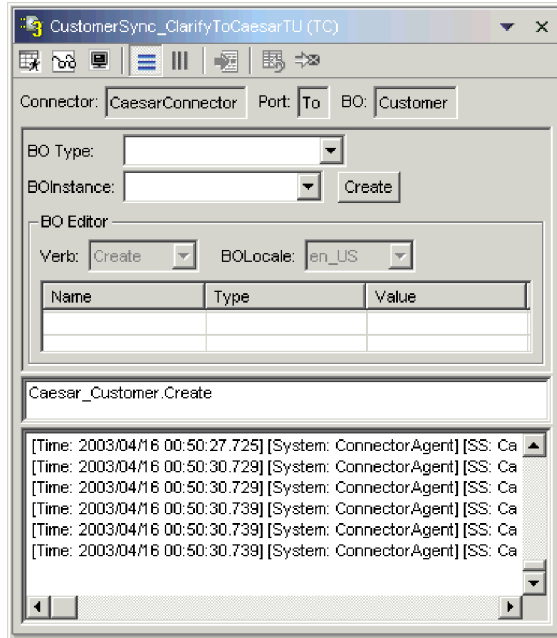 CustomerSync_ClarifyToCaesarTU (TC)
Connector: CaesarConnector Port: To BO: Customer
BO Type:
BOInstance: Create
BO Editor
Verb: Create BOLocale: en_US
Name Type Value
Caesar_Customer.Create
[Time: 2003/04/16 00:50:27.725] [System: ConnectorAgent] [SS: Ca
[Time: 2003/04/16 00:50:30.729] [System: ConnectorAgent] [SS: Ca
[Time: 2003/04/16 00:50:30.729] [System: ConnectorAgent] [SS: Ca
[Time: 2003/04/16 00:50:30.739] [System: ConnectorAgent] [SS: Ca
[Time: 2003/04/16 00:50:30.739] [System: ConnectorAgent] [SS: Ca
[Time: 2003/04/16 00:50:30.739] [System: ConnectorAgent] [SS: Ca